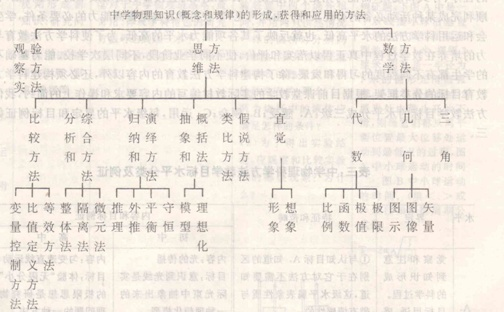 中学物理知识(概念和规律)的形成、获得和应用的方法
观察实验方法
思维方法
数学方法
比较方法
分析和综合方法
归纳和演绎方法
抽象和概括法
类比方法
假说方法
直觉
代数
几何
三角
变量控制方法
比值定义方法
等效方法
整体法
隔离法
微元法
推理
外推
平衡
守恒
模型
理想化
形象
想象
比例
函数
极值
极限
图示
图像
矢量